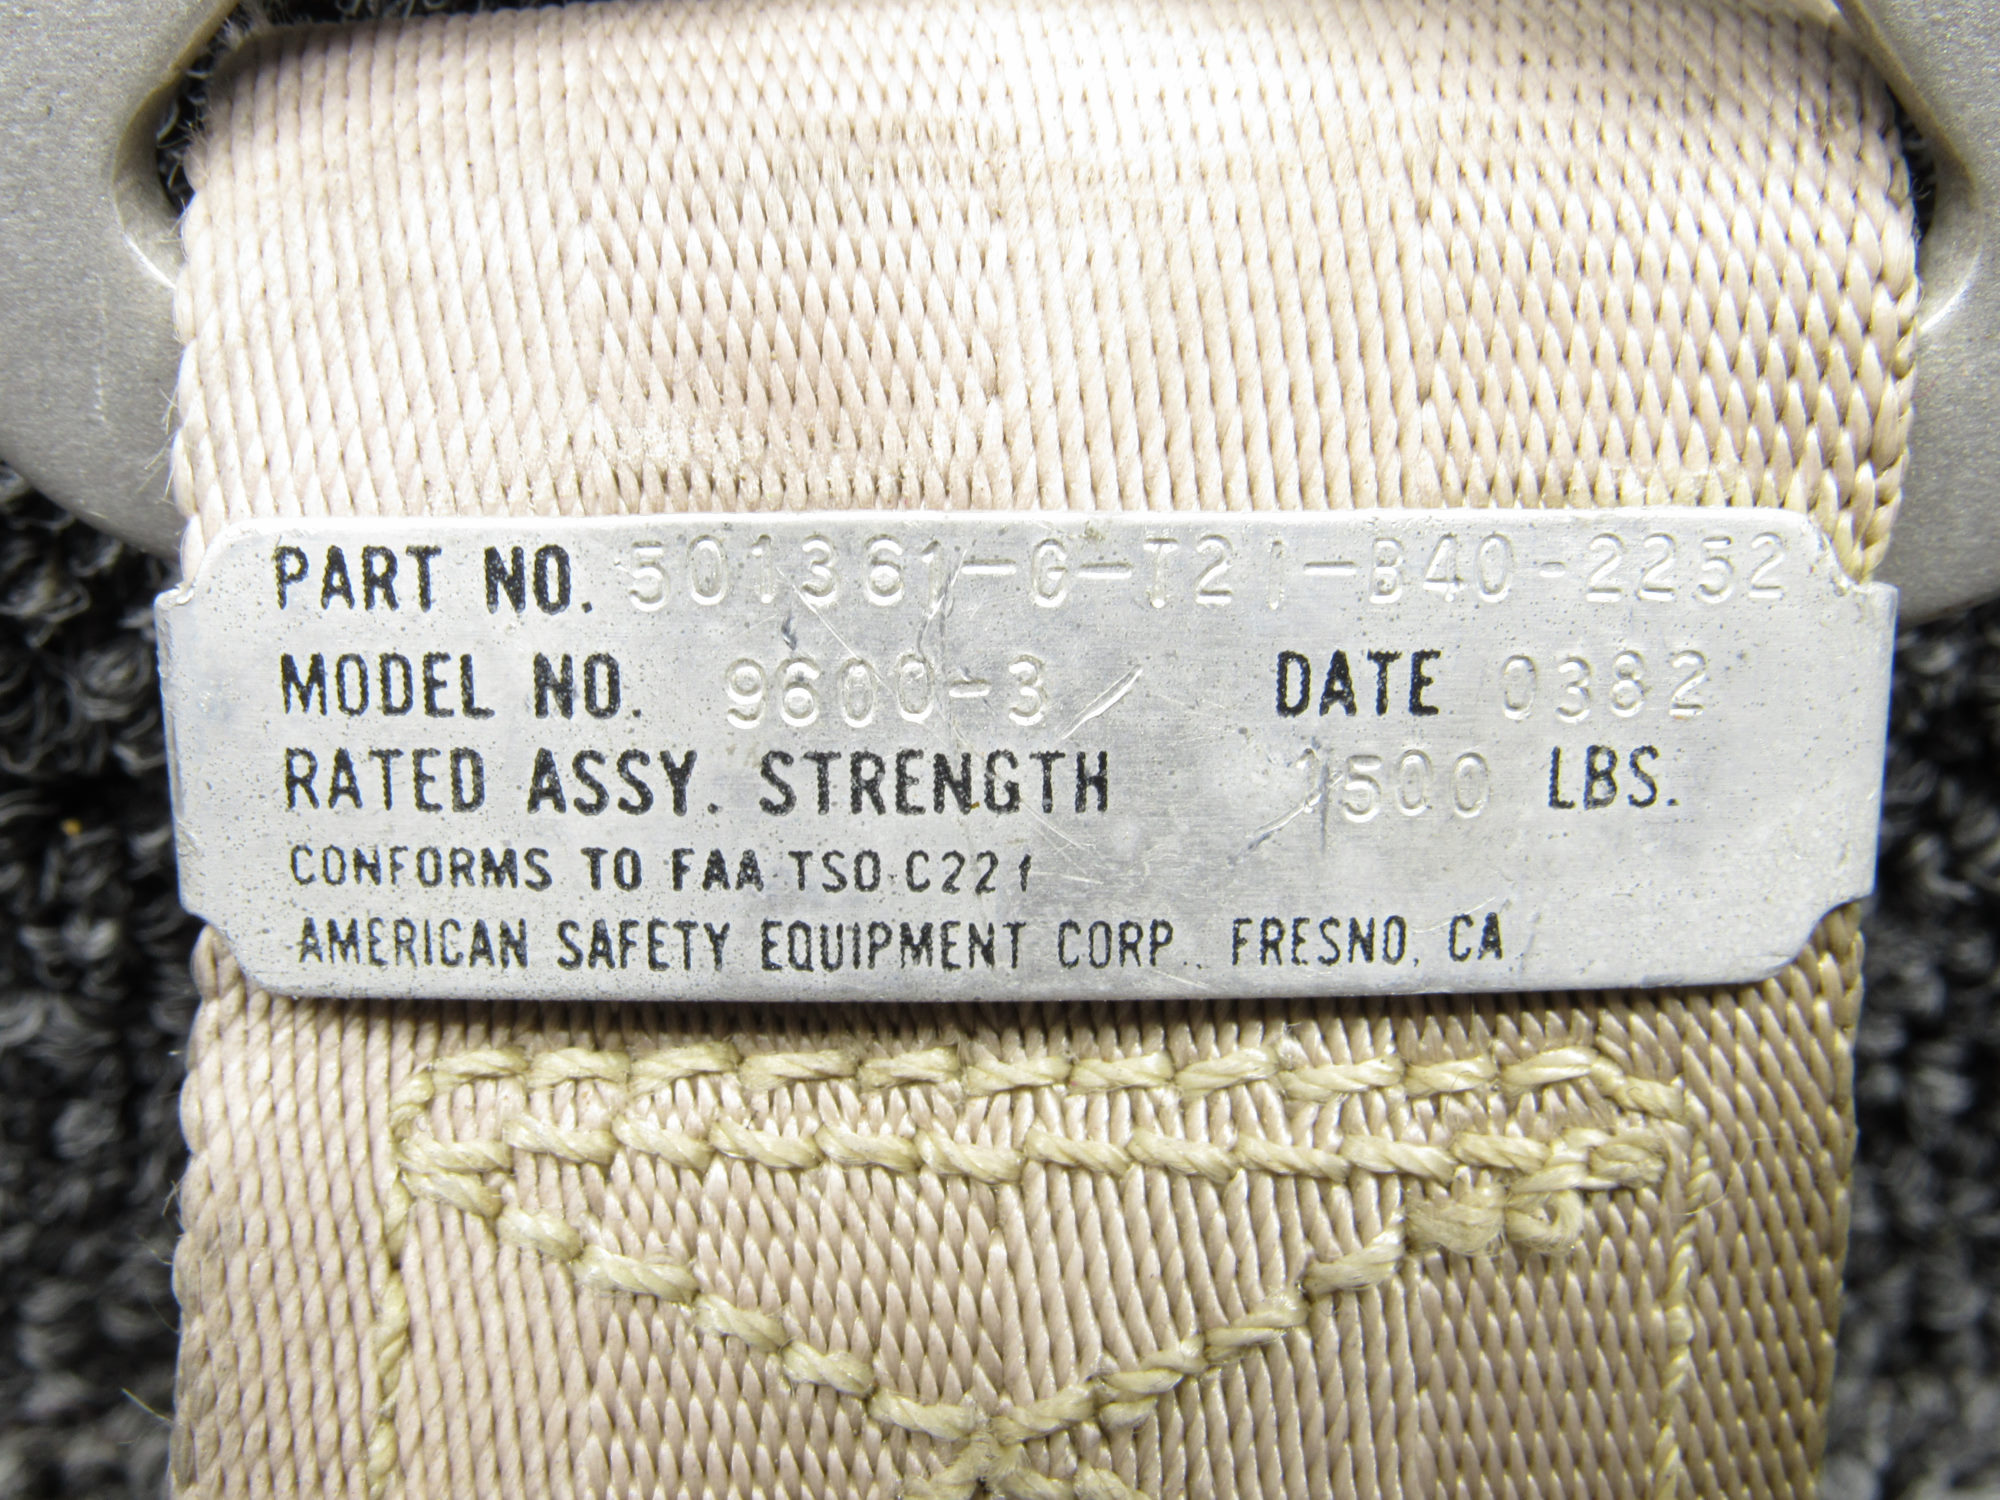 PART NO. 501361-G-T21-B40-2252
MODEL NO. 9600-3 DATE 0382
RATED ASSY. STRENGTH 1500 LBS.
CONFORMS TO FAA TSO-C22f
AMERICAN SAFETY EQUIPMENT CORP., FRESNO, CA